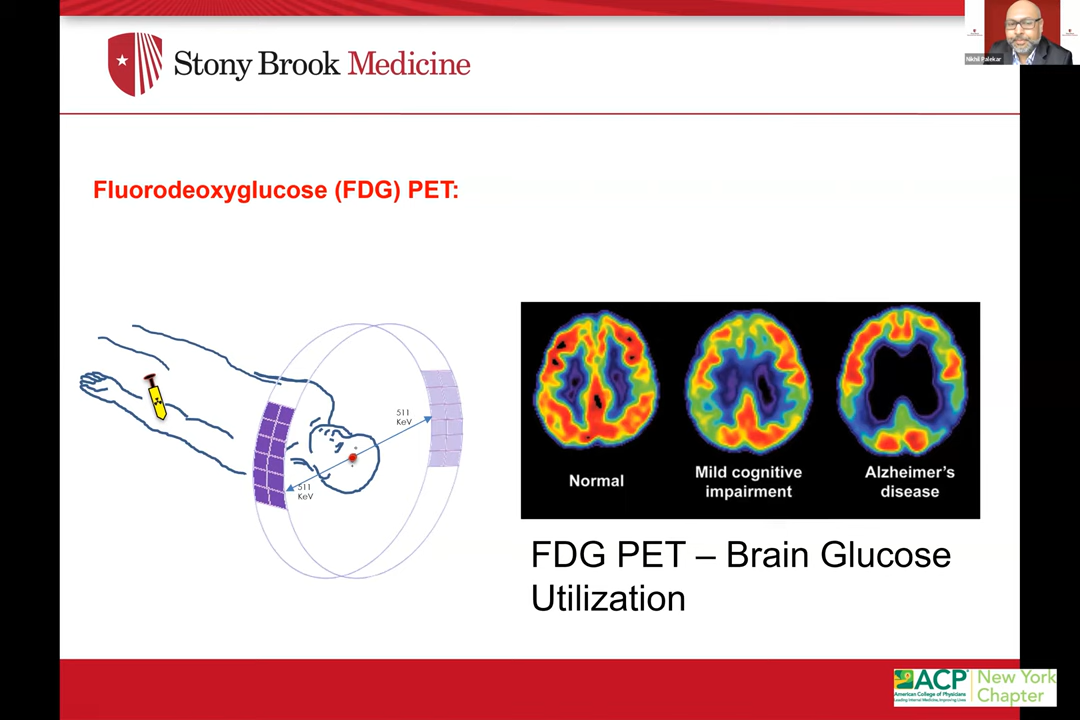 Stony Brook Medicine
Nikhil Palekar
Fluorodeoxyglucose (FDG) PET:
511
KeV
511
KeV
Normal
Mild cognitive
impairment
Alzheimer's
disease
FDG PET – Brain Glucose
Utilization
ACP
American College of Physicians
Leading Internal Medicine, Improving Lives
New York
Chapter